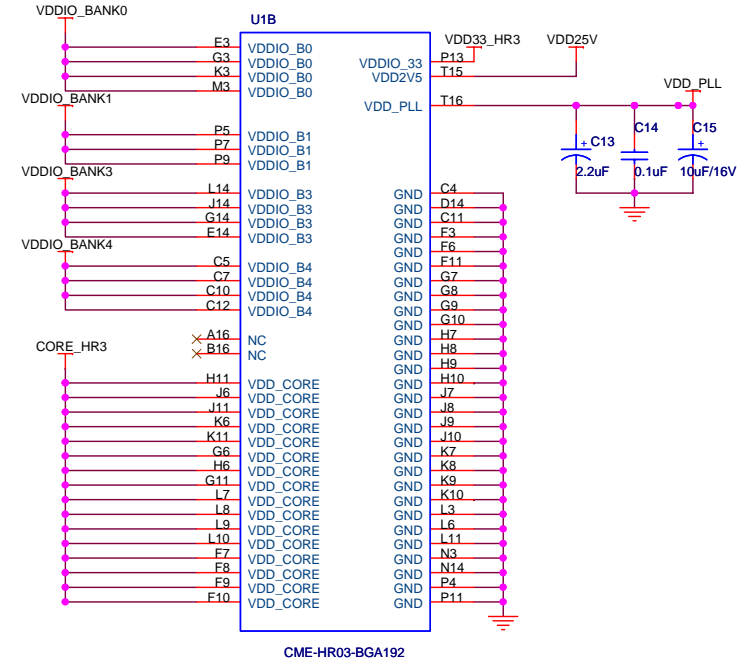 VDDIO_BANK0
U1B
E3 VDDIO_B0
G3 VDDIO_B0
K3 VDDIO_B0
M3 VDDIO_B0
VDDIO_BANK1
P5 VDDIO_B1
P7 VDDIO_B1
P9 VDDIO_B1
VDDIO_BANK3
L14 VDDIO_B3
J14 VDDIO_B3
G14 VDDIO_B3
E14 VDDIO_B3
VDDIO_BANK4
C5 VDDIO_B4
C7 VDDIO_B4
C10 VDDIO_B4
C12 VDDIO_B4
A16 NC
B16 NC
CORE_HR3
H11 VDD_CORE
J6 VDD_CORE
J11 VDD_CORE
K6 VDD_CORE
K11 VDD_CORE
G6 VDD_CORE
H6 VDD_CORE
G11 VDD_CORE
L7 VDD_CORE
L8 VDD_CORE
L9 VDD_CORE
L10 VDD_CORE
F7 VDD_CORE
F8 VDD_CORE
F9 VDD_CORE
F10 VDD_CORE
VDD33_HR3
VDD25V
VDDIO_33 P13
VDD2V5 T15
VDD_PLL T16
VDD_PLL
+ C13
2.2uF
C14
0.1uF
C15
+
10uF/16V
GND C4
GND D14
GND C11
GND F3
GND F6
GND F11
GND G7
GND G8
GND G9
GND G10
GND H7
GND H8
GND H9
GND H10
GND J7
GND J8
GND J9
GND J10
GND K7
GND K8
GND K9
GND K10
GND L3
GND L6
GND L11
GND N3
GND N14
GND P4
GND P11
CME-HR03-BGA192